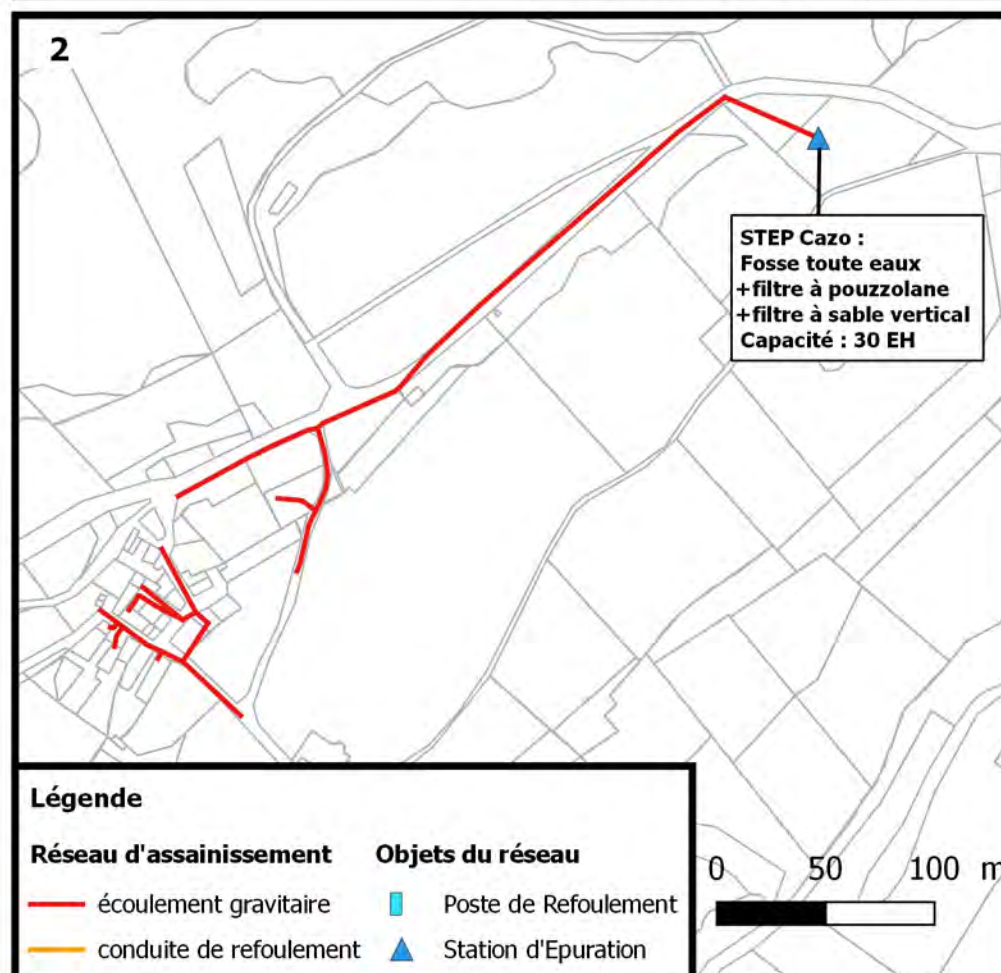 2
STEP Cazo :
Fosse toute eaux
+filtre à pouzzolane
+filtre à sable vertical
Capacité : 30 EH
Légende
Réseau d'assainissement
écoulement gravitaire
conduite de refoulement
Objets du réseau
Poste de Refoulement
Station d'Epuration
0 50 100 m